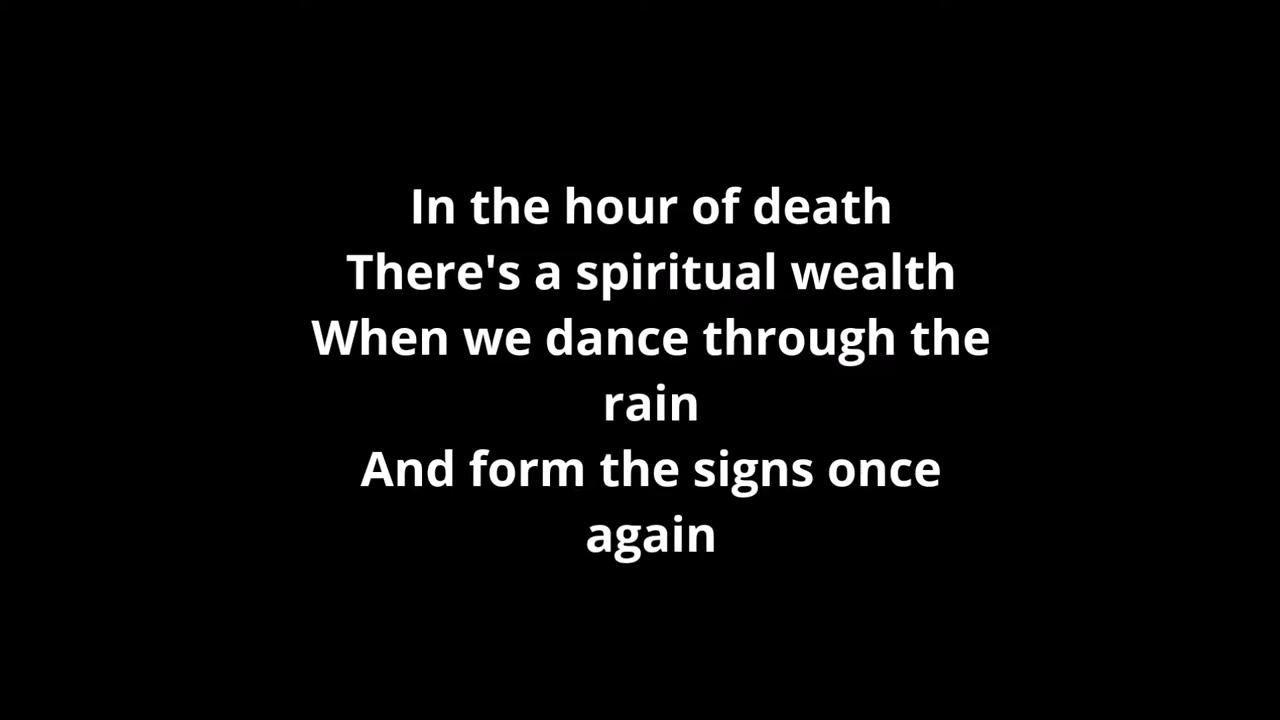 In the hour of death
There's a spiritual wealth
When we dance through the
rain
And form the signs once
again